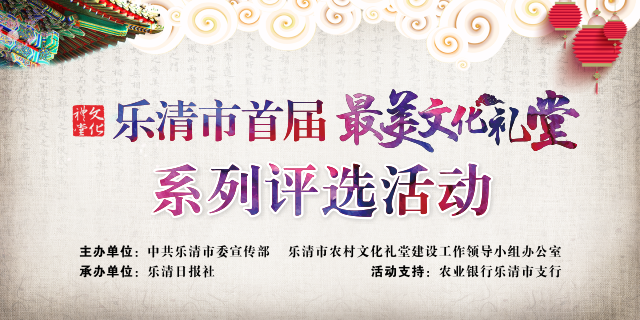 文化礼堂 乐清市首届 最美文化礼堂
系列评选活动
主办单位：中共乐清市委宣传部 乐清市农村文化礼堂建设工作领导小组办公室
承办单位：乐清日报社 活动支持：农业银行乐清市支行